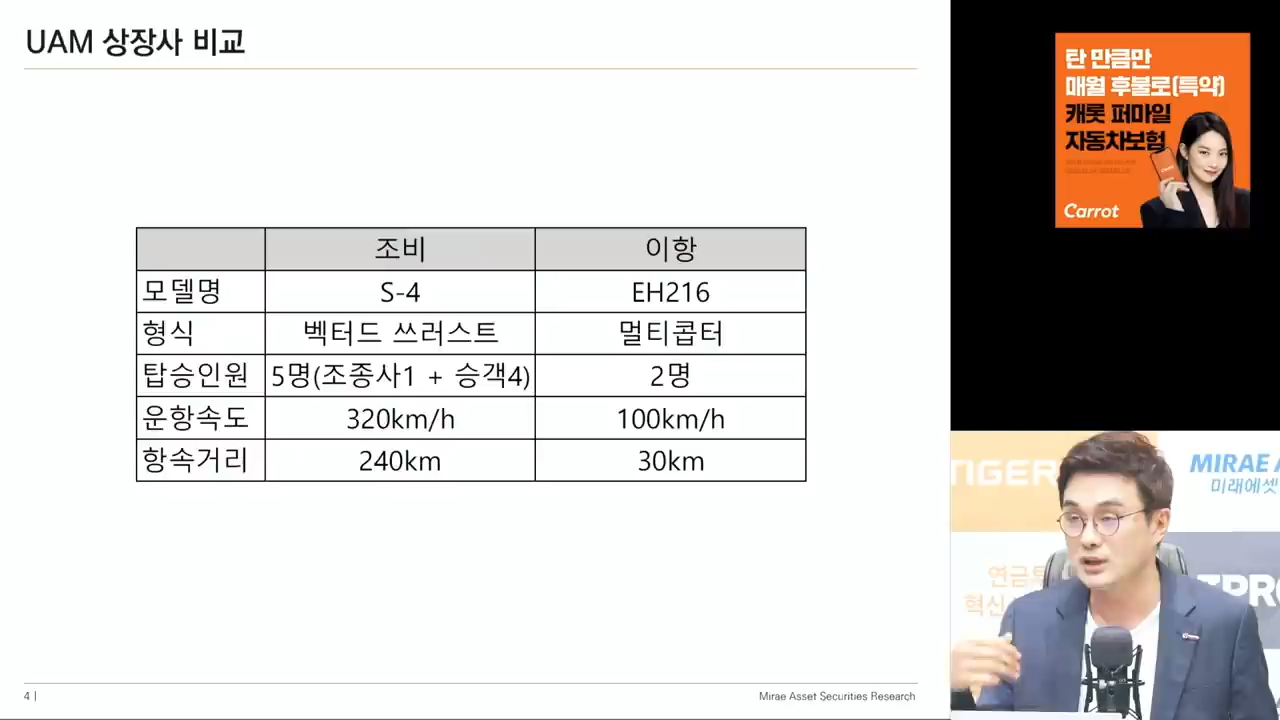 UAM 상장사 비교
조비 이항
모델명 S-4 EH216
형식 벡터드 쓰러스트 멀티콥터
탑승인원 5명(조종사1 + 승객4) 2명
운항속도 320km/h 100km/h
항속거리 240km 30km
4 |
Mirae Asset Securities Research
탄 만큼만
매월 후불로(특약)
캐롯 퍼마일
자동차보험
Carrot
TIGER
MIRAE A
미래에셋
연금투
혁신
TPRO